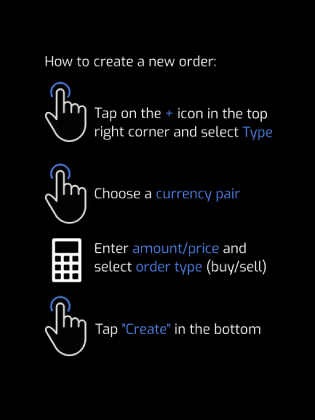 How to create a new order:
Tap on the + icon in the top
right corner and select Type
Choose a currency pair
Enter amount/price and
select order type (buy/sell)
Tap "Create" in the bottom